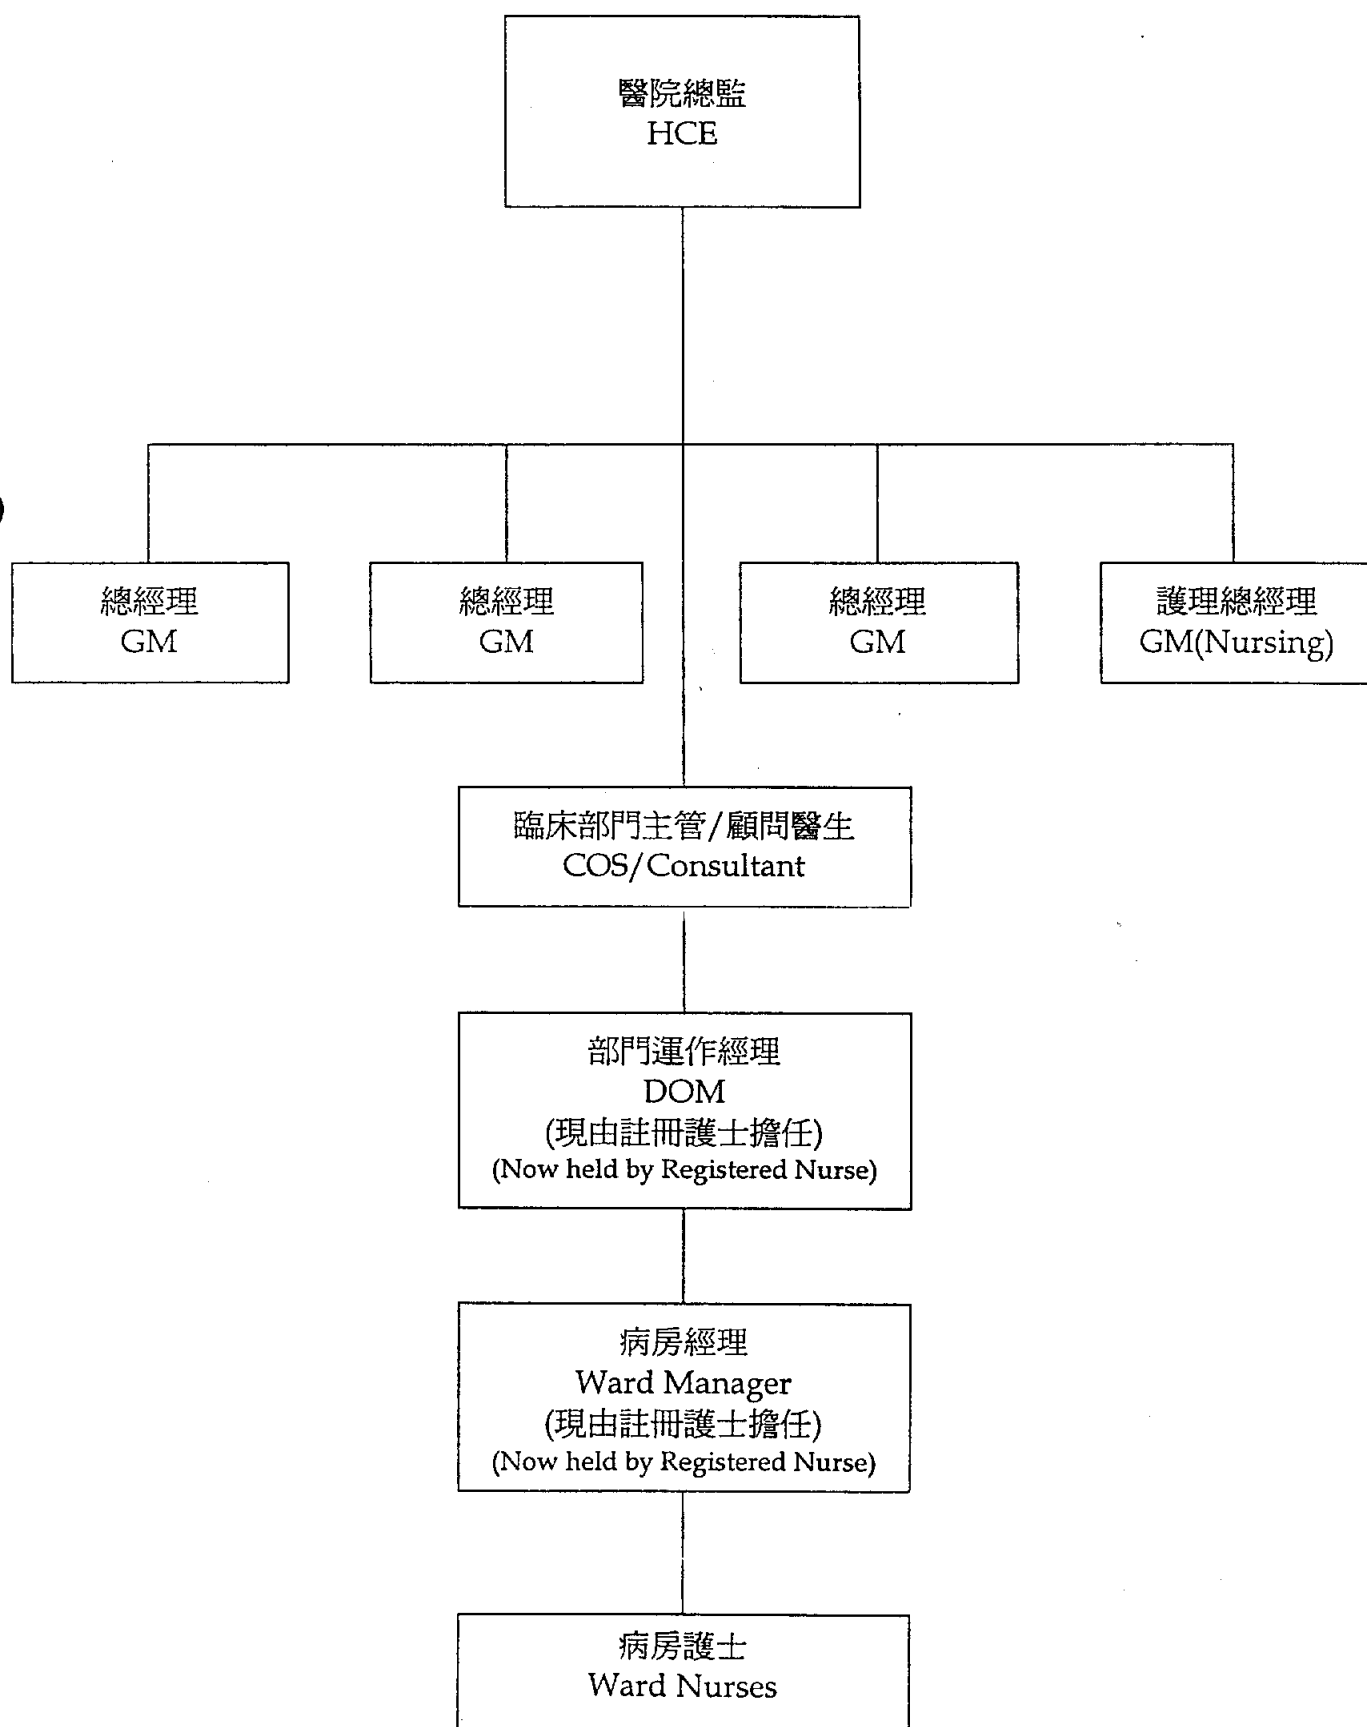 醫院總監
HCE
總經理
GM
總經理
GM
總經理
GM
護理總經理
GM(Nursing)
臨床部門主管/顧問醫生
COS/Consultant
部門運作經理
DOM
(現由註冊護士擔任)
(Now held by Registered Nurse)
病房經理
Ward Manager
(現由註冊護士擔任)
(Now held by Registered Nurse)
病房護士
Ward Nurses